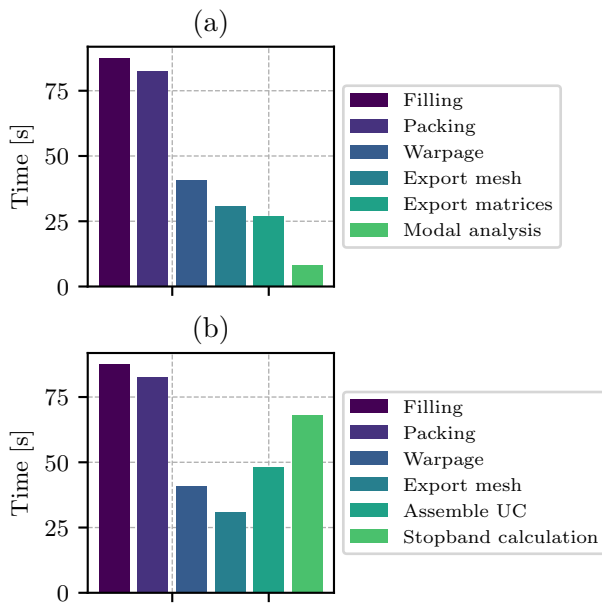 (a)
Time [s]
75
50
25
0
Filling
Packing
Warpage
Export mesh
Export matrices
Modal analysis
(b)
Time [s]
75
50
25
0
Filling
Packing
Warpage
Export mesh
Assemble UC
Stopband calculation